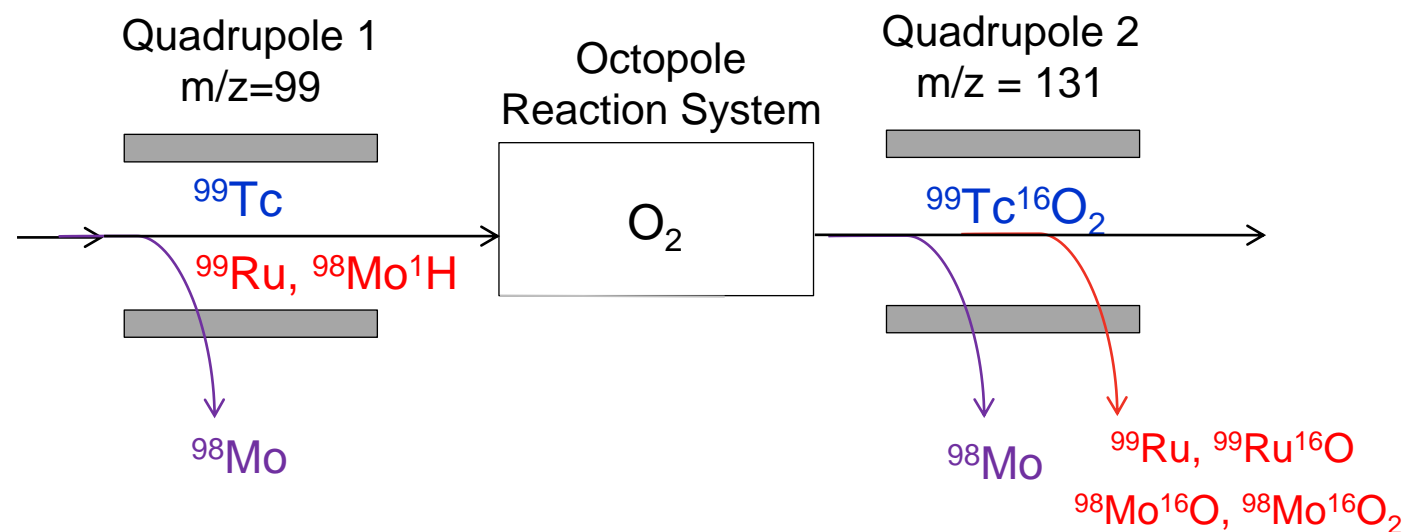 Quadrupole 1
m/z=99
Octopole
Reaction System
Quadrupole 2
m/z = 131
⁹⁹Tc
⁹⁹Ru, ⁹⁸Mo¹H
O₂
⁹⁹Tc¹⁶O₂
⁹⁸Mo
⁹⁸Mo
⁹⁹Ru, ⁹⁹Ru¹⁶O
⁹⁸Mo¹⁶O, ⁹⁸Mo¹⁶O₂